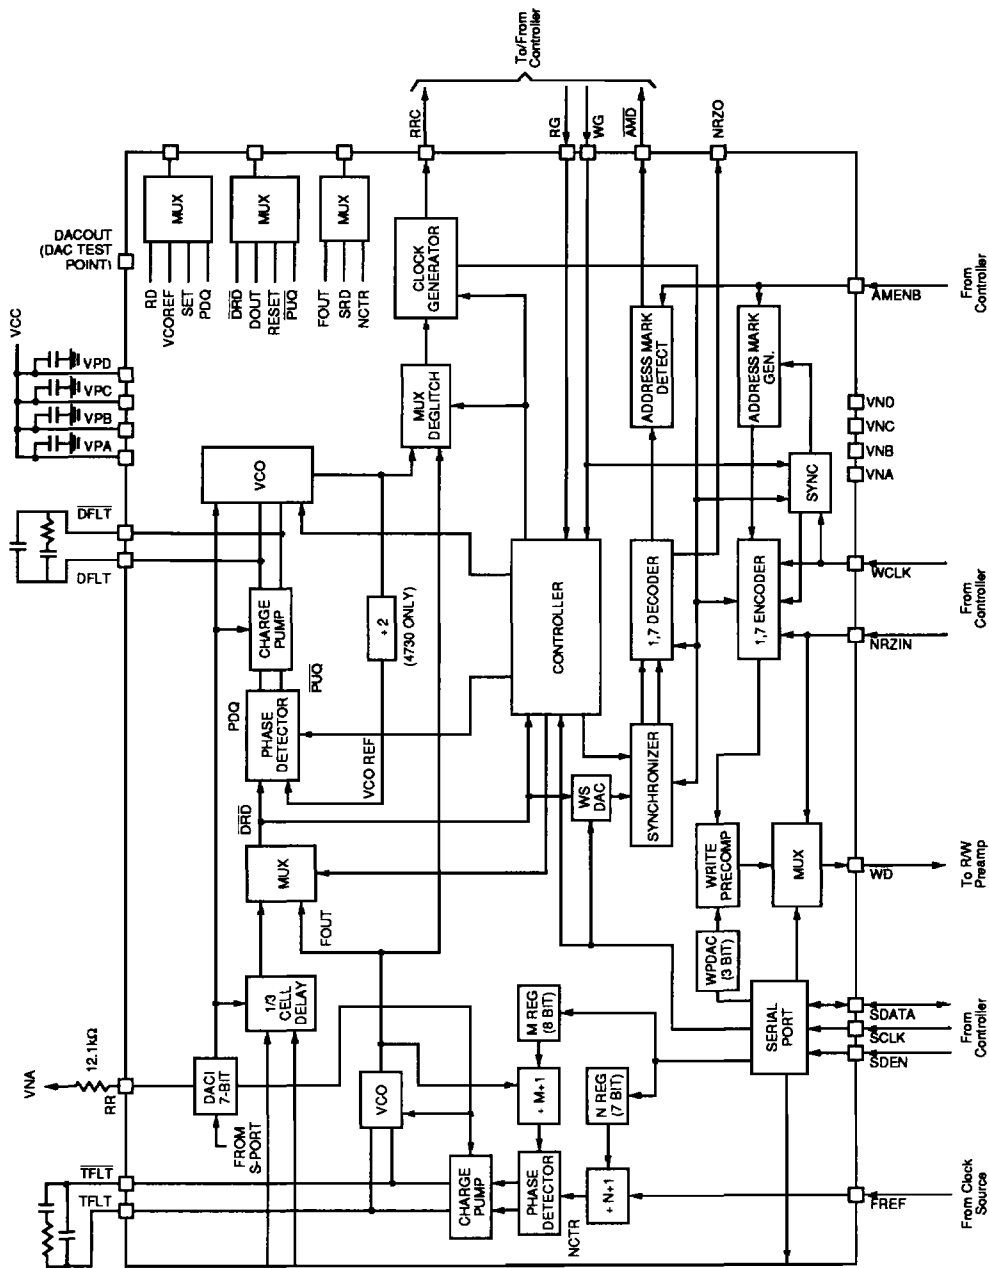 To/From
Controller
RRC
RG
WG
AMD
NRZO
DACOUT
(DAC TEST
POINT)
MUX
RD
VCOREF
SET
PDQ
MUX
DRD
DOUT
RESET
PUQ
MUX
FOUT
SRD
NCTR
CLOCK
GENERATOR
ADDRESS MARK
DETECT
ADDRESS MARK
GEN.
AMENB
From
Controller
VCC
VPD
VPC
VPB
VPA
VCO
MUX
DEGLITCH
SYNC
VND
VNC
VNB
VNA
DFLT
DFLT
CHARGE
PUMP
÷2
(4730 ONLY)
CONTROLLER
1,7 DECODER
1,7 ENCODER
WCLK
NRZIN
From
Controller
PDQ
PUQ
PHASE
DETECTOR
VCO REF
SYNCHRONIZER
WS
DAC
DRD
MUX
FOUT
WRITE
PRECOMP
MUX
WD
To R/W
Preamp
1/3
CELL
DELAY
WPDAC
(3 BIT)
M REG
(8 BIT)
SERIAL
PORT
SDATA
SCLK
SDEN
From
Controller
VNA
12.1kΩ
RR
DACI
7-BIT
FROM
S-PORT
VCO
÷ M+1
N REG
(7 BIT)
TFLT
TFLT
CHARGE
PUMP
PHASE
DETECTOR
NCTR
÷ N+1
FREF
From Clock
Source